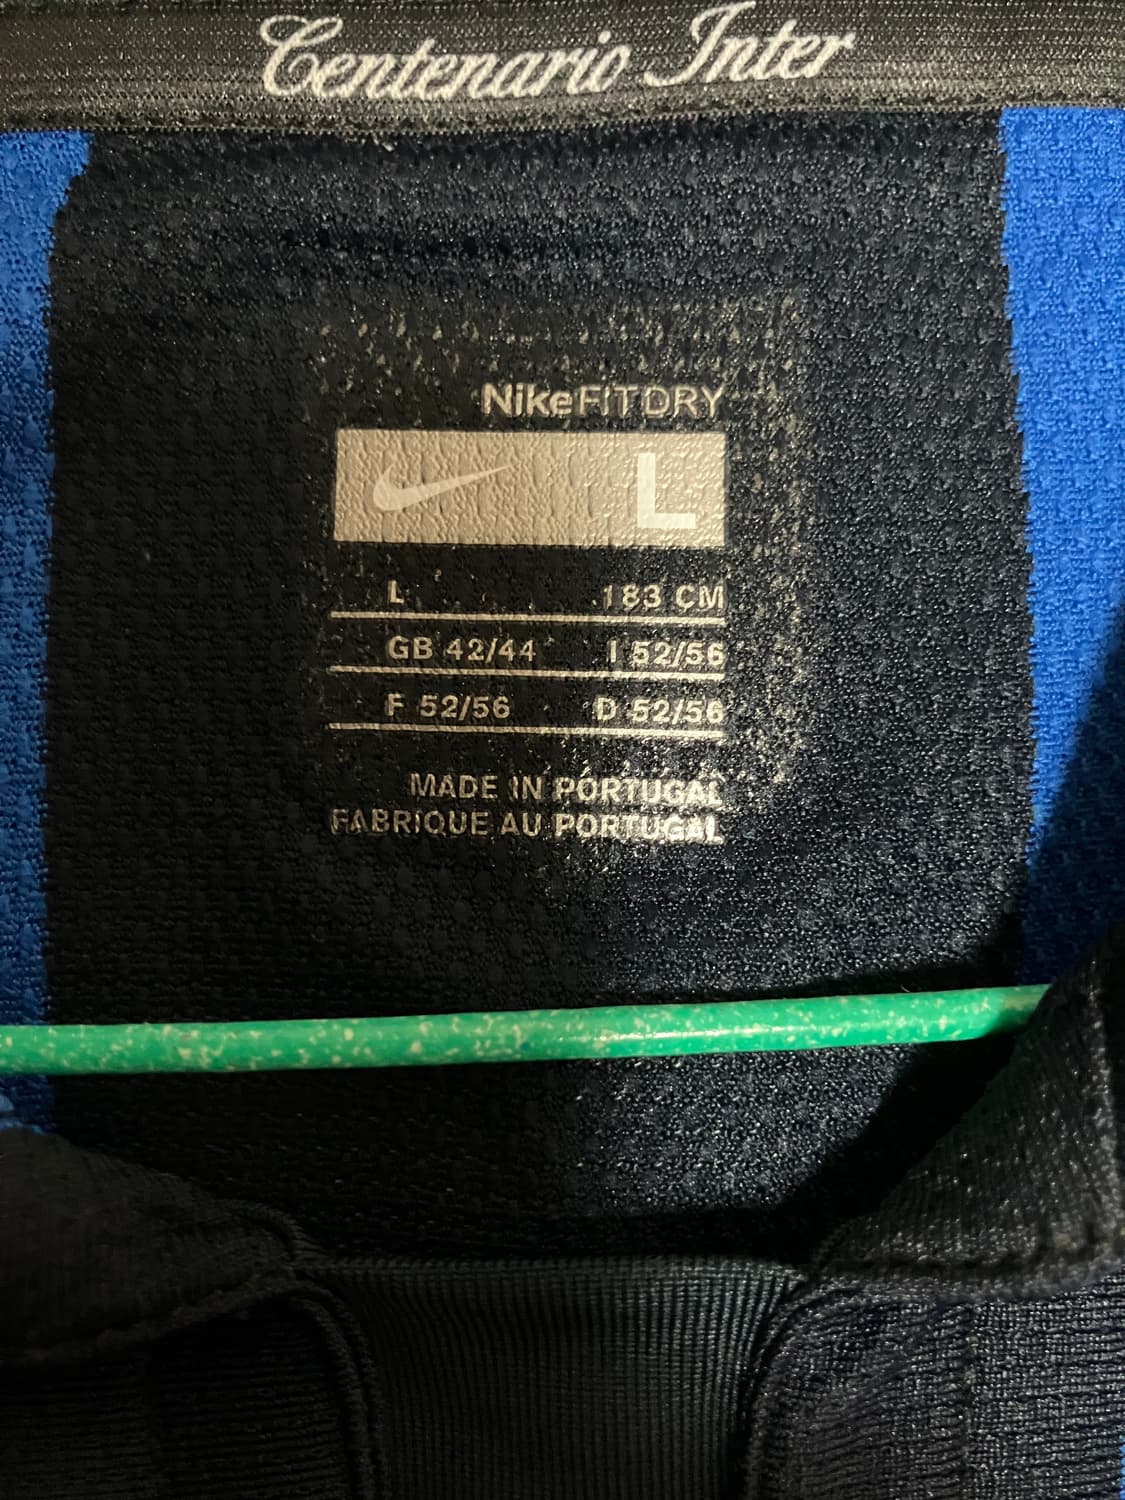 Centenario Inter
NikeFITDRY
L
L 183 CM
GB 42/44 I 52/56
F 52/56 D 52/56
MADE IN PORTUGAL
FABRIQUE AU PORTUGAL